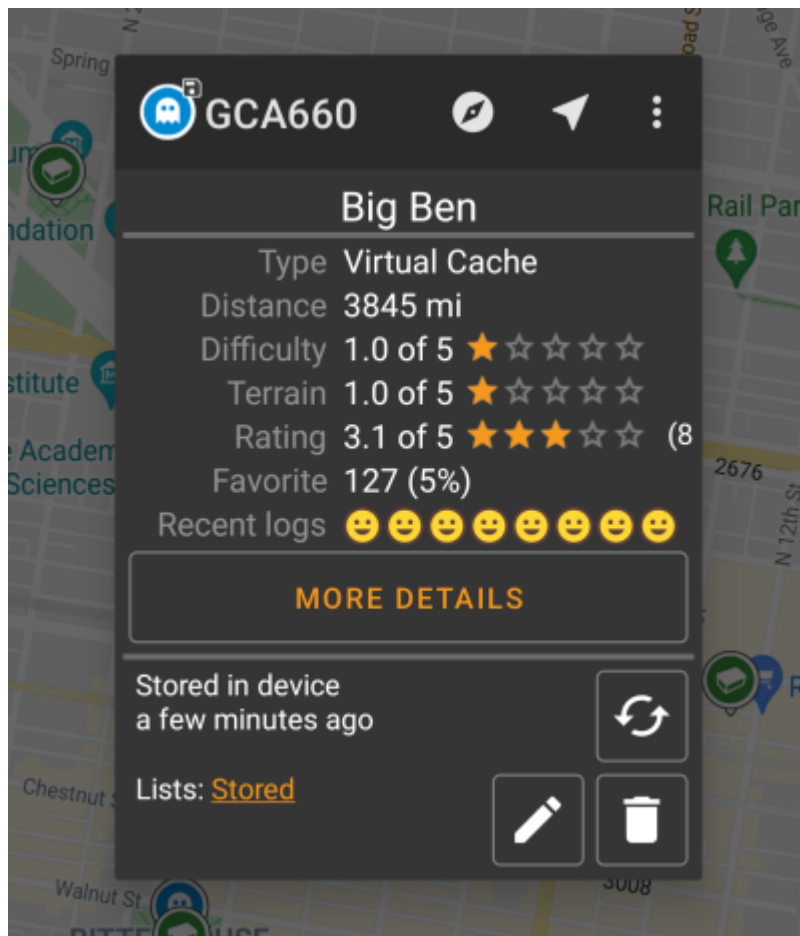 N 2
Spring
GCA660
Big Ben
Rail Par
ndation
Type Virtual Cache
Distance 3845 mi
Difficulty 1.0 of 5
stitute
Terrain 1.0 of 5
Rating 3.1 of 5 (8
Academ
Sciences
Favorite 127 (5%)
2676
Recent logs
N 12th St
MORE DETAILS
Stored in device
a few minutes ago
R
Lists: Stored
Chestnut S
Walnut St
3008